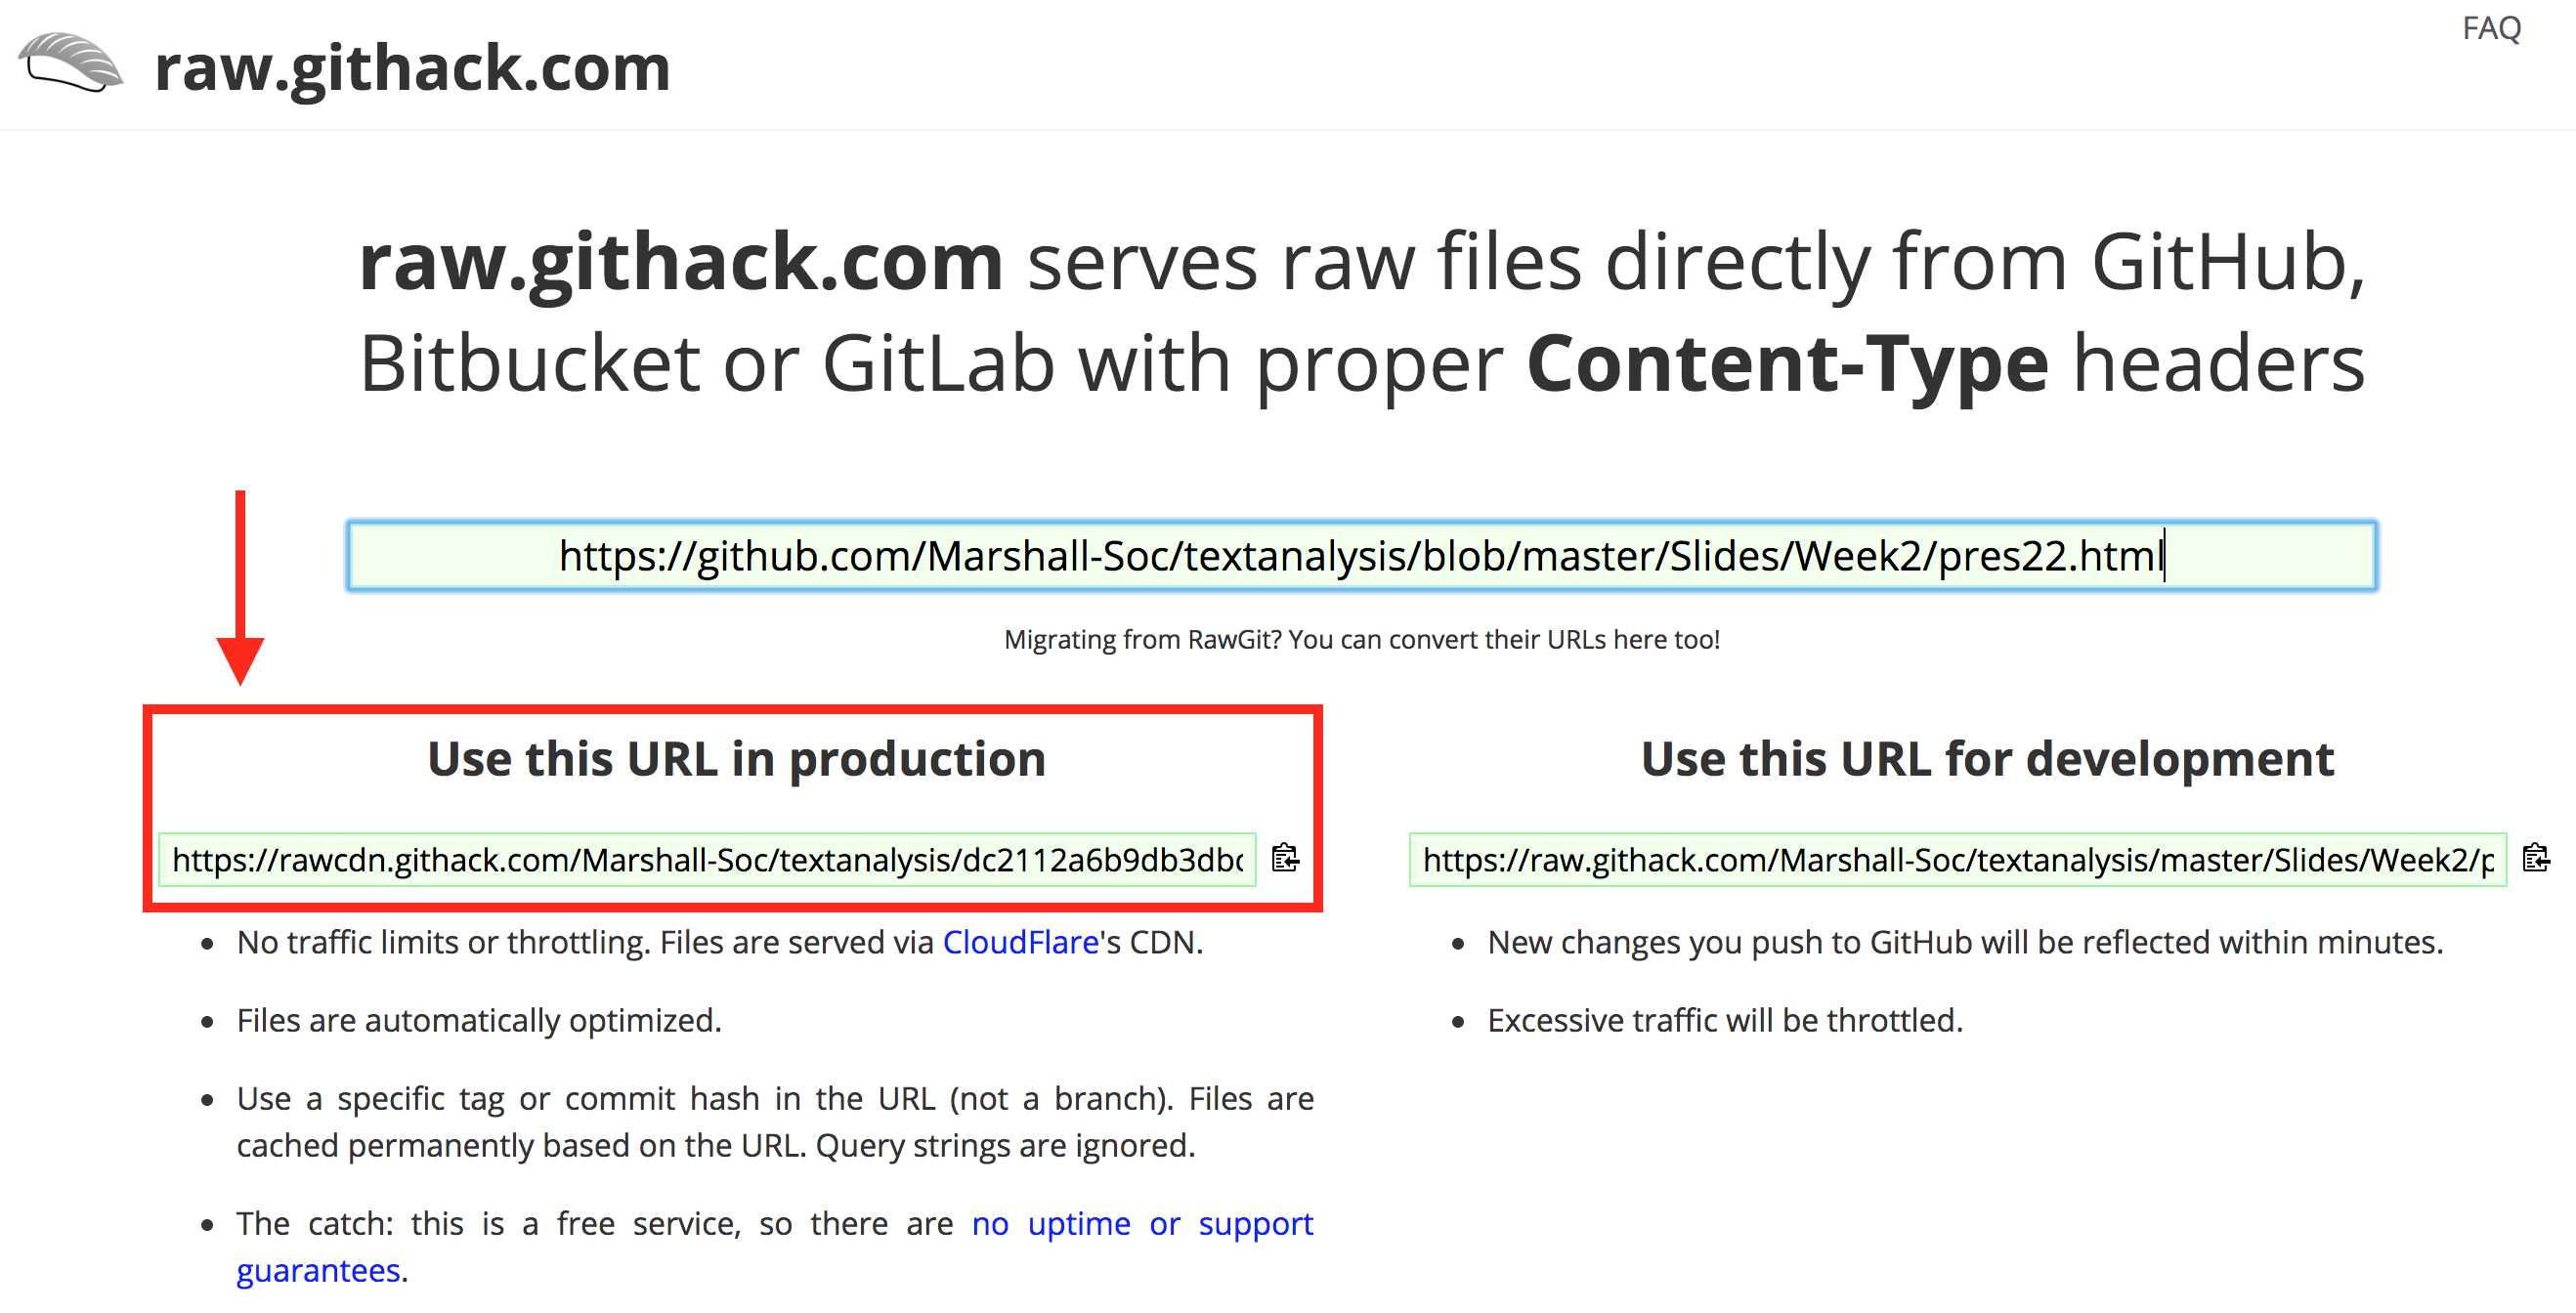 FAQ
raw.githack.com
raw.githack.com serves raw files directly from GitHub,
Bitbucket or GitLab with proper Content-Type headers
https://github.com/Marshall-Soc/textanalysis/blob/master/Slides/Week2/pres22.html
Migrating from RawGit? You can convert their URLs here too!
Use this URL in production
https://rawcdn.githack.com/Marshall-Soc/textanalysis/dc2112a6b9db3dbc
• No traffic limits or throttling. Files are served via CloudFlare's CDN.
• Files are automatically optimized.
• Use a specific tag or commit hash in the URL (not a branch). Files are
cached permanently based on the URL. Query strings are ignored.
• The catch: this is a free service, so there are no uptime or support
guarantees.
Use this URL for development
https://raw.githack.com/Marshall-Soc/textanalysis/master/Slides/Week2/p
• New changes you push to GitHub will be reflected within minutes.
• Excessive traffic will be throttled.